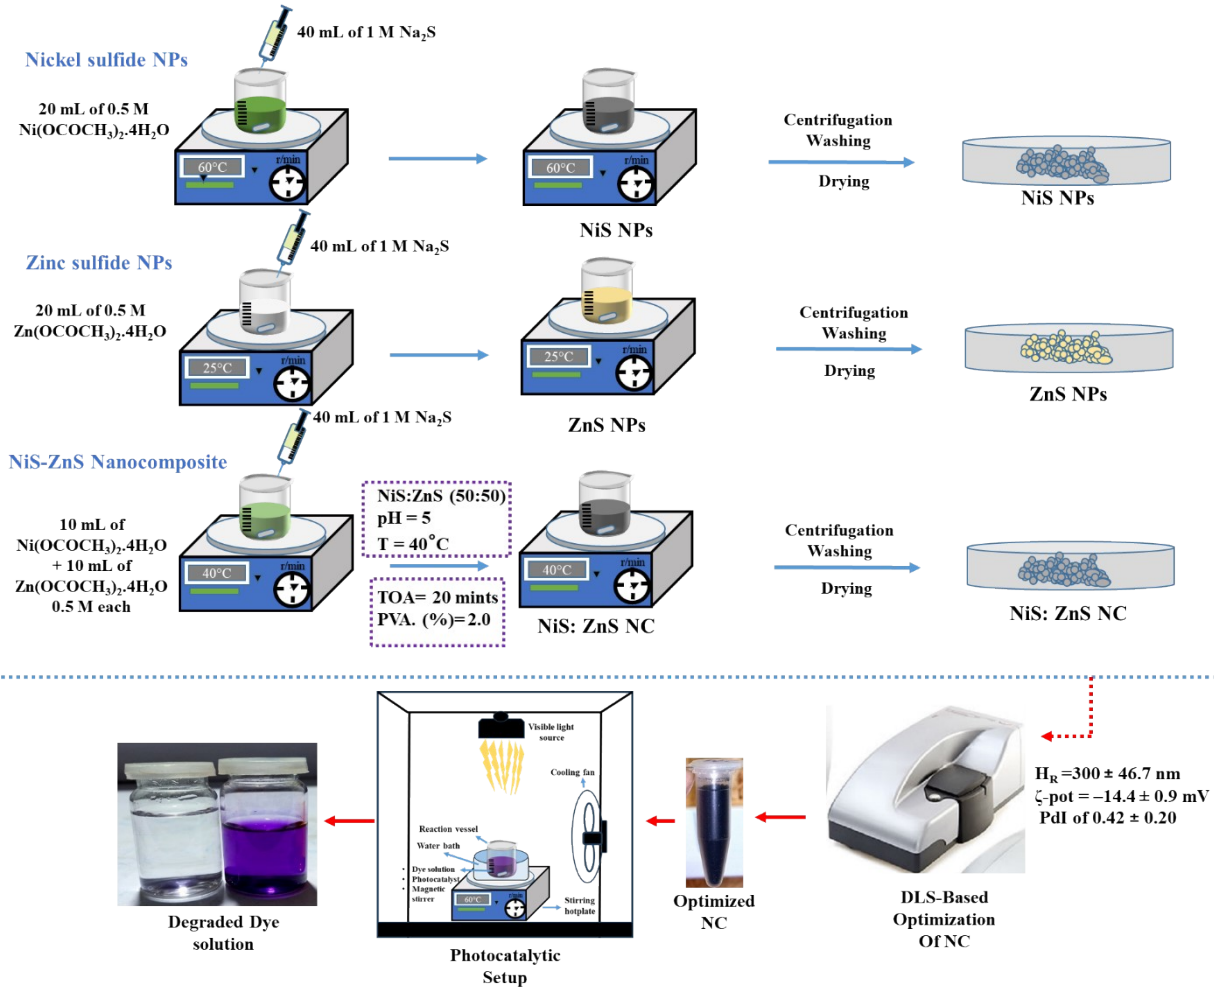 40 mL of 1 M Na₂S
Nickel sulfide NPs
20 mL of 0.5 M
Ni(OCOCH₃)₂.4H₂O
60°C
r/min
60°C
r/min
NiS NPs
Centrifugation
Washing
Drying
NiS NPs
40 mL of 1 M Na₂S
Zinc sulfide NPs
20 mL of 0.5 M
Zn(OCOCH₃)₂.4H₂O
25°C
r/min
25°C
r/min
ZnS NPs
Centrifugation
Washing
Drying
ZnS NPs
40 mL of 1 M Na₂S
NiS-ZnS Nanocomposite
10 mL of
Ni(OCOCH₃)₂.4H₂O
+ 10 mL of
Zn(OCOCH₃)₂.4H₂O
0.5 M each
40°C
r/min
NiS:ZnS (50:50)
pH = 5
T = 40°C
TOA= 20 mints
PVA. (%)=2.0
40°C
r/min
NiS: ZnS NC
Centrifugation
Washing
Drying
NiS: ZnS NC
H_R =300 ± 46.7 nm
ζ-pot = –14.4 ± 0.9 mV
PdI of 0.42 ± 0.20
DLS-Based
Optimization
Of NC
Optimized
NC
Visible light
source
Cooling fan
Reaction vessel
Water bath
• Dye solution
• Photocatalyst
• Magnetic
stirrer
60°C
r/min
Stirring
hotplate
Photocatalytic
Setup
Degraded Dye
solution